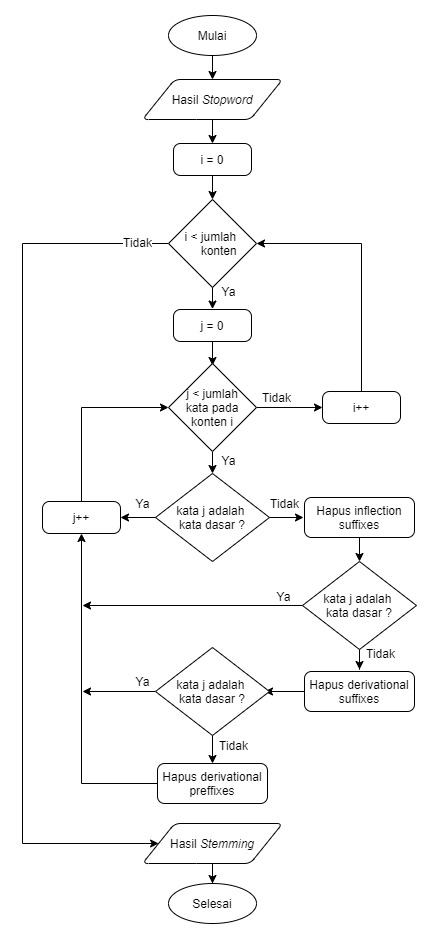 Mulai
Hasil Stopword
i = 0
i < jumlah
konten
Tidak
Ya
j = 0
j < jumlah
kata pada
konten i
Tidak
i++
Ya
kata j adalah
kata dasar ?
Ya
j++
Tidak
Hapus inflection
suffixes
kata j adalah
kata dasar ?
Ya
Tidak
Hapus derivational
suffixes
kata j adalah
kata dasar ?
Ya
Tidak
Hapus derivational
preffixes
Hasil Stemming
Selesai